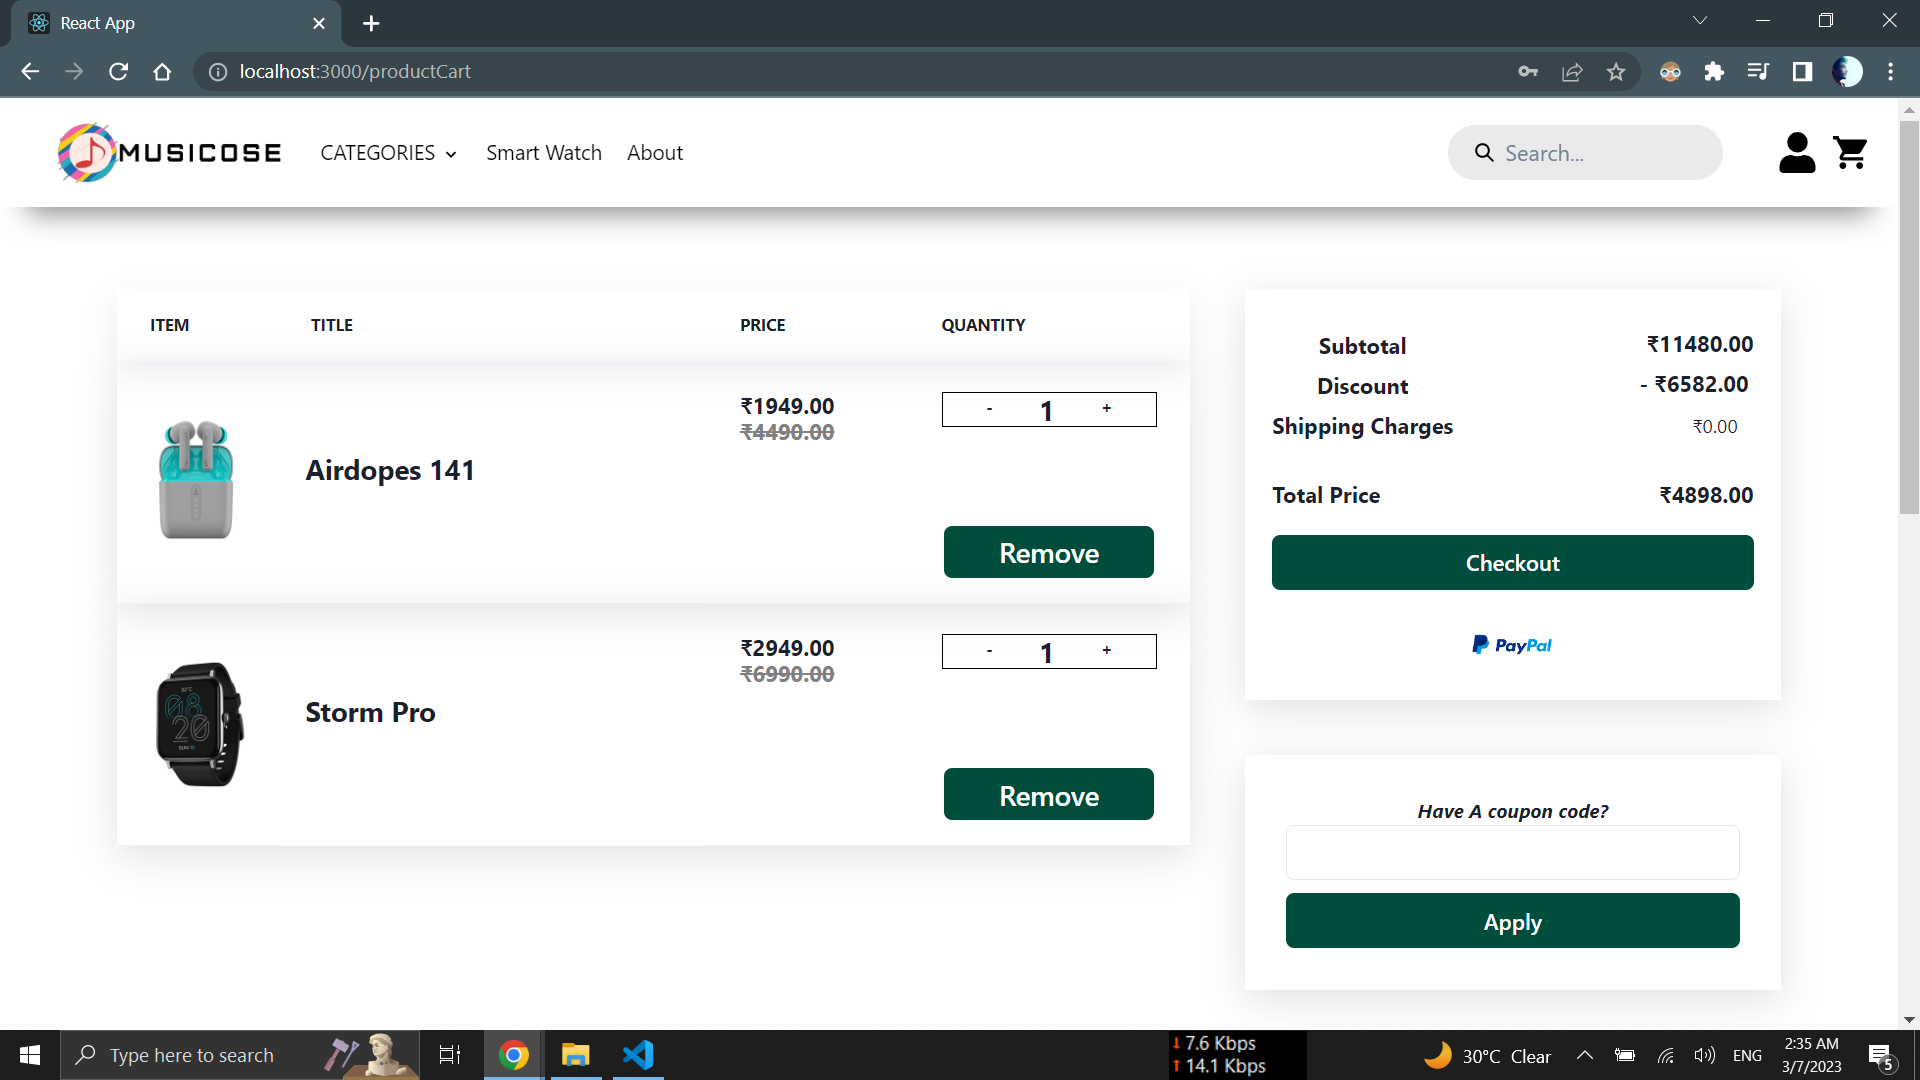 React App
localhost:3000/productCart
MUSICOSE
CATEGORIES
Smart Watch
About
Search...
ITEM
TITLE
PRICE
QUANTITY
Airdopes 141
₹1949.00
₹4490.00
- 1 +
Remove
Storm Pro
₹2949.00
₹6990.00
- 1 +
Remove
Subtotal ₹11480.00
Discount - ₹6582.00
Shipping Charges ₹0.00
Total Price ₹4898.00
Checkout
PayPal
Have A coupon code?
Apply
Type here to search
7.6 Kbps
14.1 Kbps
30°C Clear
ENG
2:35 AM
3/7/2023
5